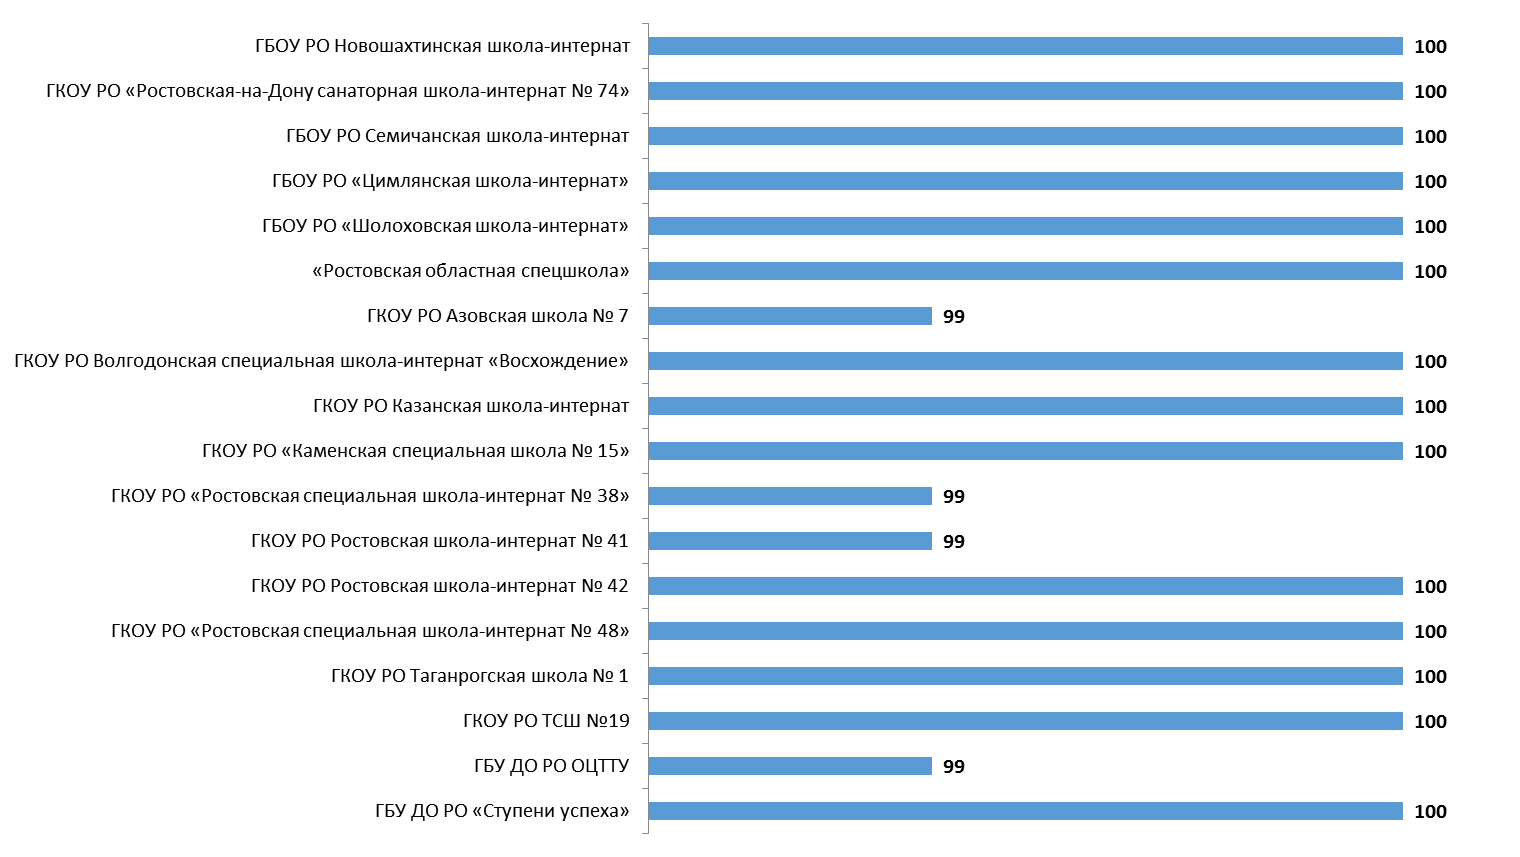 ГБОУ РО Новошахтинская школа-интернат 100
ГКОУ РО «Ростовская-на-Дону санаторная школа-интернат № 74» 100
ГБОУ РО Семичанская школа-интернат 100
ГБОУ РО «Цимлянская школа-интернат» 100
ГБОУ РО «Шолоховская школа-интернат» 100
«Ростовская областная спецшкола» 100
ГКОУ РО Азовская школа № 7 99
ГКОУ РО Волгодонская специальная школа-интернат «Восхождение» 100
ГКОУ РО Казанская школа-интернат 100
ГКОУ РО «Каменская специальная школа № 15» 100
ГКОУ РО «Ростовская специальная школа-интернат № 38» 99
ГКОУ РО Ростовская школа-интернат № 41 99
ГКОУ РО Ростовская школа-интернат № 42 100
ГКОУ РО «Ростовская специальная школа-интернат № 48» 100
ГКОУ РО Таганрогская школа № 1 100
ГКОУ РО ТСШ №19 100
ГБУ ДО РО ОЦТТУ 99
ГБУ ДО РО «Ступени успеха» 100